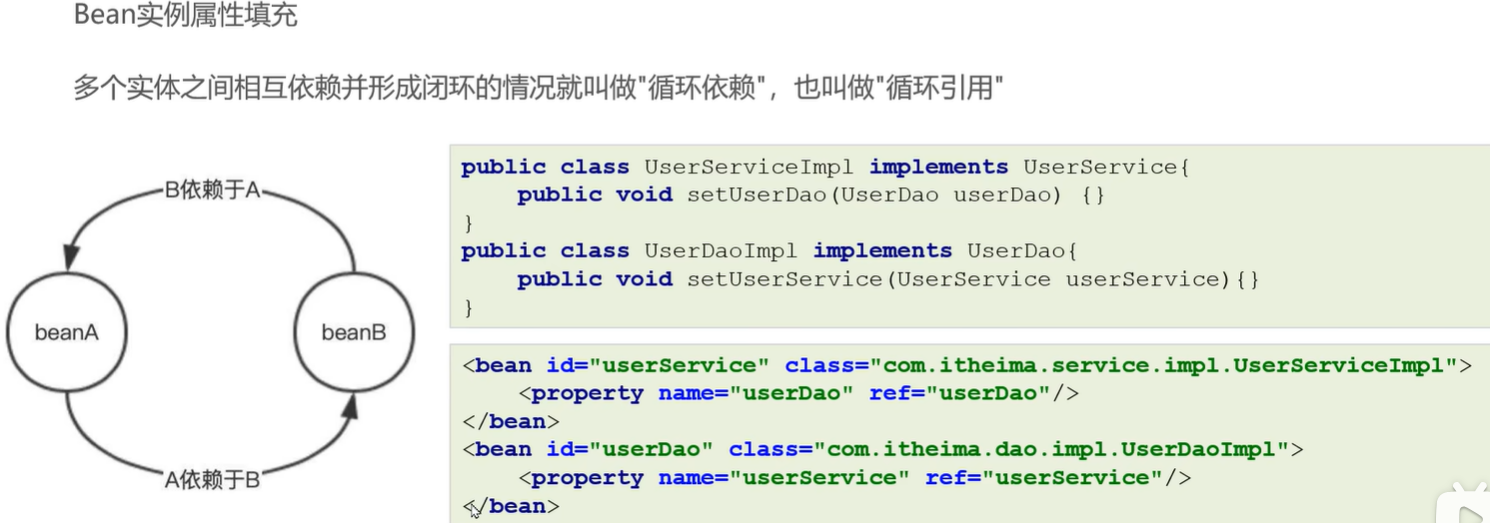 Bean实例属性填充
多个实体之间相互依赖并形成闭环的情况就叫做"循环依赖"，也叫做"循环引用"
B依赖于A
beanA
beanB
A依赖于B
public class UserServiceImpl implements UserService{
    public void setUserDao(UserDao userDao) {}
}
public class UserDaoImpl implements UserDao{
    public void setUserService(UserService userService){}
}
<bean id="userService" class="com.itheima.service.impl.UserServiceImpl">
    <property name="userDao" ref="userDao"/>
</bean>
<bean id="userDao" class="com.itheima.dao.impl.UserDaoImpl">
    <property name="userService" ref="userService"/>
</bean>